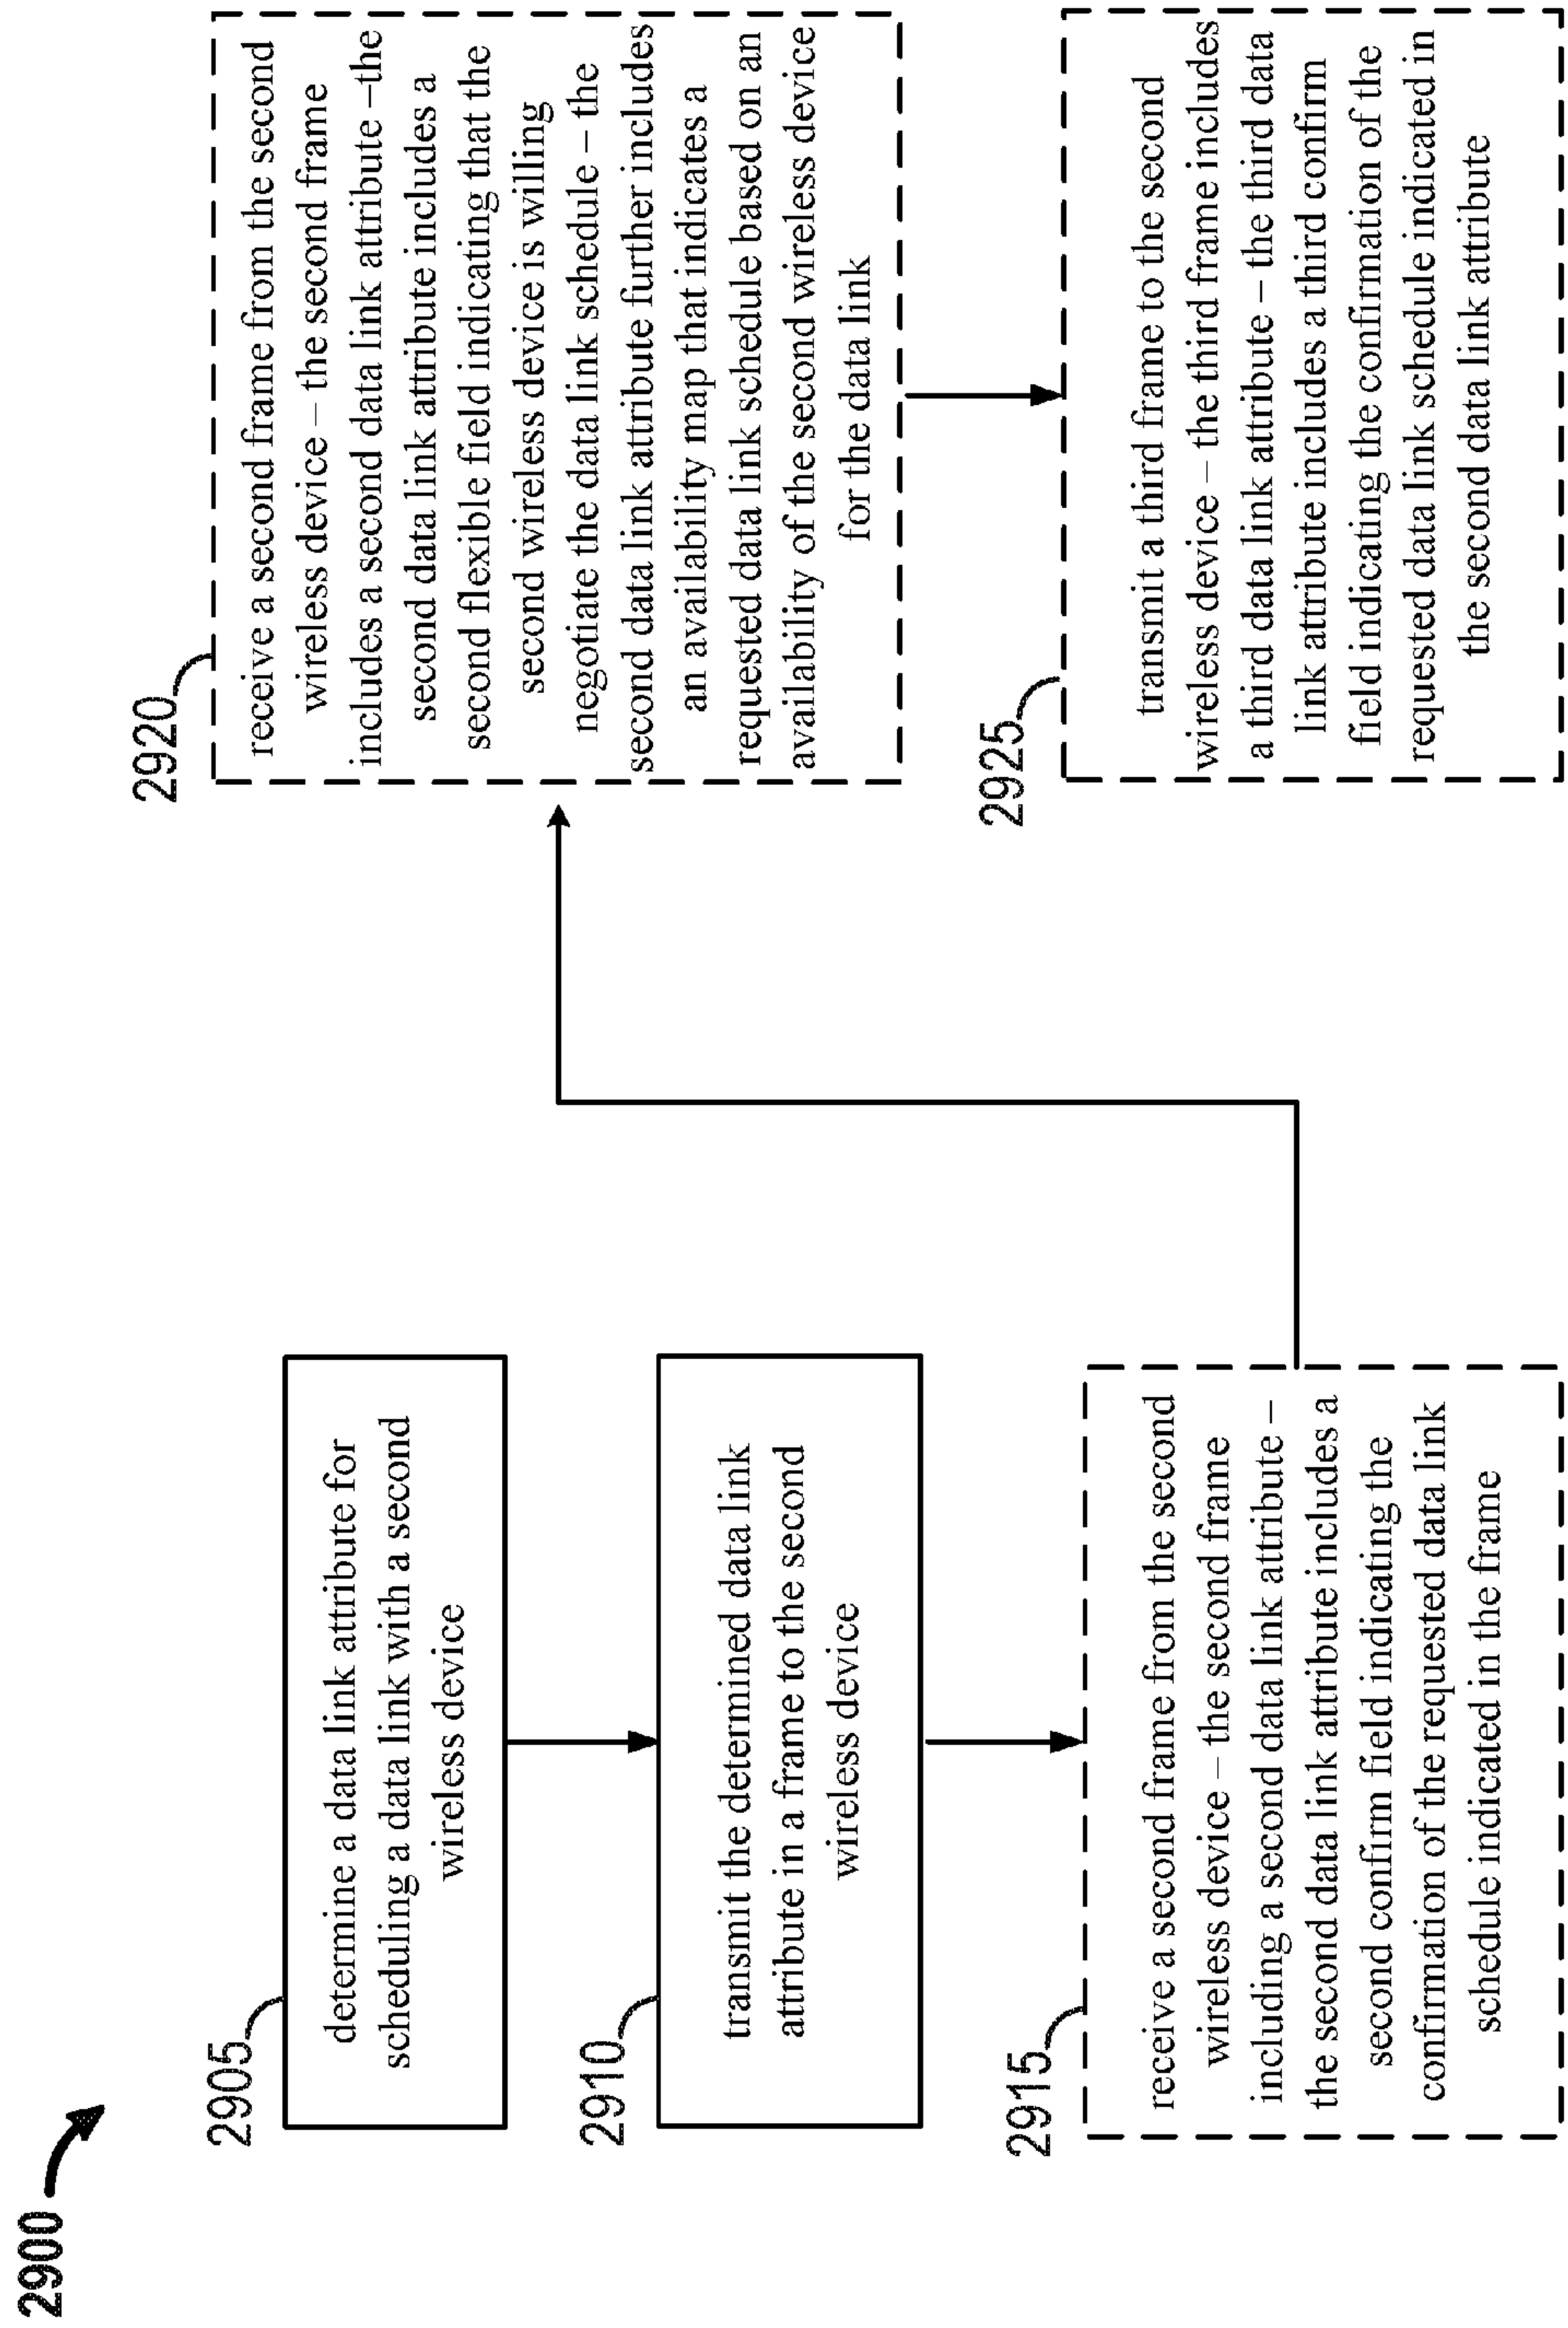 2900
2905
determine a data link attribute for
scheduling a data link with a second
wireless device
2910
transmit the determined data link
attribute in a frame to the second
wireless device
2915
receive a second frame from the second
wireless device – the second frame
including a second data link attribute –
the second data link attribute includes a
second confirm field indicating the
confirmation of the requested data link
schedule indicated in the frame
2920
receive a second frame from the second
wireless device – the second frame
includes a second data link attribute –the
second data link attribute includes a
second flexible field indicating that the
second wireless device is willing
negotiate the data link schedule – the
second data link attribute further includes
an availability map that indicates a
requested data link schedule based on an
availability of the second wireless device
for the data link
2925
transmit a third frame to the second
wireless device – the third frame includes
a third data link attribute – the third data
link attribute includes a third confirm
field indicating the confirmation of the
requested data link schedule indicated in
the second data link attribute